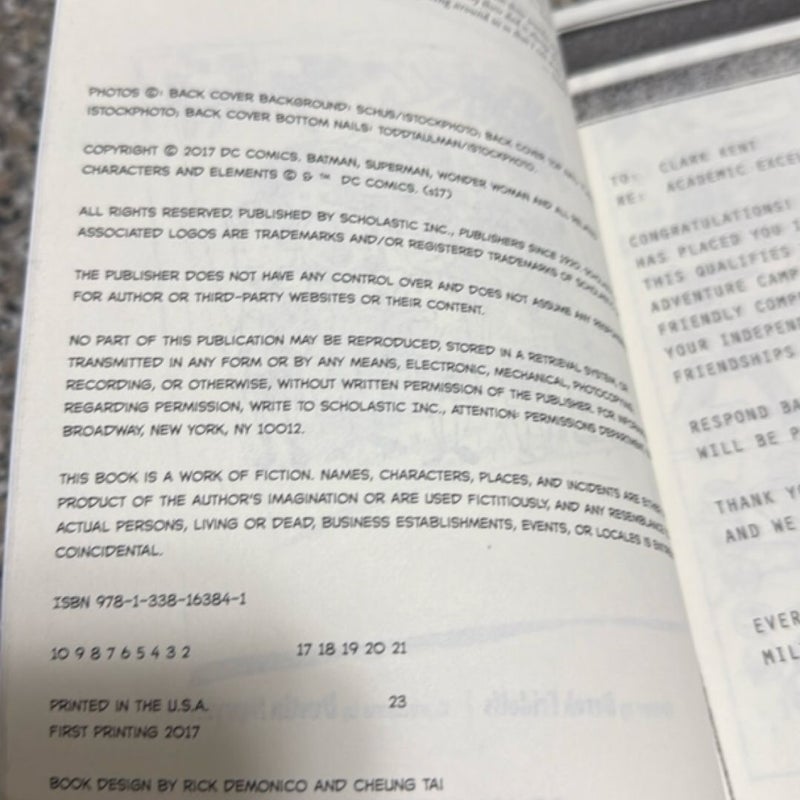 PHOTOS ©: BACK COVER BACKGROUND: SCHUS/ISTOCKPHOTO; BACK COVER TOP
ISTOCKPHOTO; BACK COVER BOTTOM NAILS: TODDTAULMAN/ISTOCKPHOTO.
COPYRIGHT © 2017 DC COMICS. BATMAN, SUPERMAN, WONDER WOMAN AND ALL RELATED
CHARACTERS AND ELEMENTS © & ™ DC COMICS. (s17)
ALL RIGHTS RESERVED. PUBLISHED BY SCHOLASTIC INC., PUBLISHERS SINCE 1920.
ASSOCIATED LOGOS ARE TRADEMARKS AND/OR REGISTERED TRADEMARKS OF
THE PUBLISHER DOES NOT HAVE ANY CONTROL OVER AND DOES NOT ASSUME ANY
FOR AUTHOR OR THIRD-PARTY WEBSITES OR THEIR CONTENT.
NO PART OF THIS PUBLICATION MAY BE REPRODUCED, STORED IN A RETRIEVAL SYSTEM, OR
TRANSMITTED IN ANY FORM OR BY ANY MEANS, ELECTRONIC, MECHANICAL, PHOTOCOPYING,
RECORDING, OR OTHERWISE, WITHOUT WRITTEN PERMISSION OF THE PUBLISHER. FOR
REGARDING PERMISSION, WRITE TO SCHOLASTIC INC., ATTENTION: PERMISSIONS DEPARTMENT,
BROADWAY, NEW YORK, NY 10012.
THIS BOOK IS A WORK OF FICTION. NAMES, CHARACTERS, PLACES, AND INCIDENTS ARE
PRODUCT OF THE AUTHOR'S IMAGINATION OR ARE USED FICTITIOUSLY, AND ANY
ACTUAL PERSONS, LIVING OR DEAD, BUSINESS ESTABLISHMENTS, EVENTS, OR LOCALES IS
COINCIDENTAL.
ISBN 978-1-338-16384-1
10 9 8 7 6 5 4 3 2 17 18 19 20 21
PRINTED IN THE U.S.A. 23
FIRST PRINTING 2017
BOOK DESIGN BY RICK DEMONICO AND CHEUNG TAI
TO: CLARK KENT
RE: ACADEMIC
CONGRATULATIONS!
HAS PLACED YOU
THIS QUALIFIES
ADVENTURE CAMP
FRIENDLY
YOUR
FRIENDSHIPS
RESPOND
WILL BE
THANK
AND WE